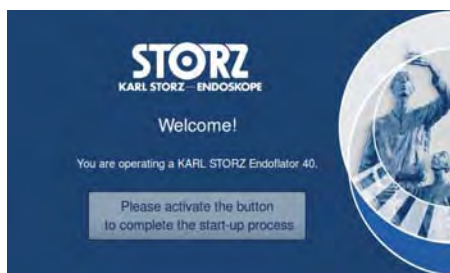 STORZ
KARL STORZ—ENDOSKOPE
Welcome!
You are operating a KARL STORZ Endoflator 40.
Please activate the button
to complete the start-up process